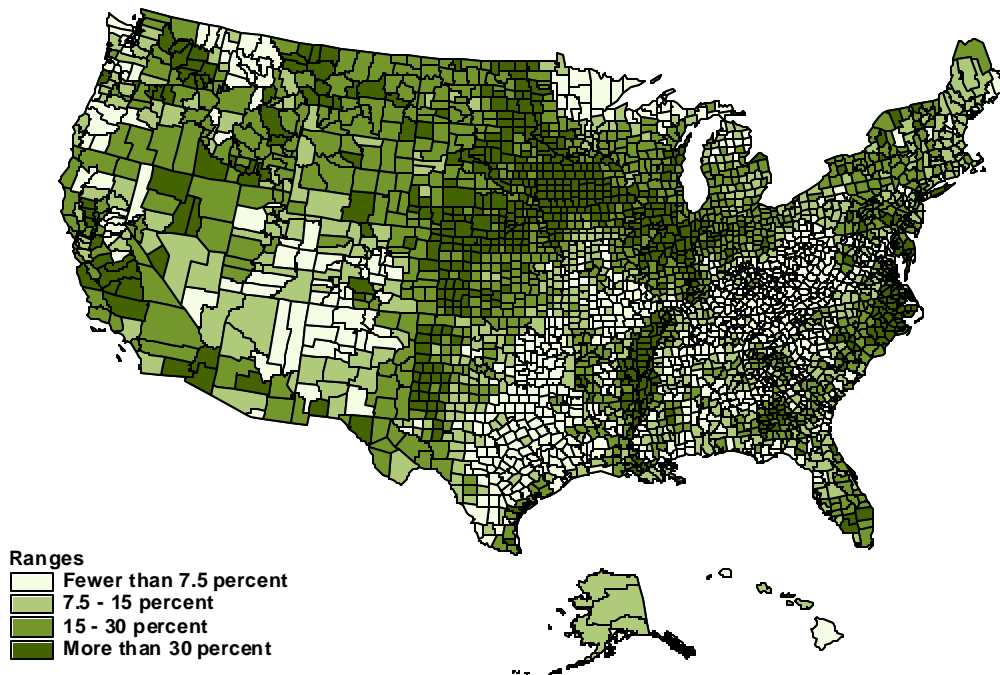 Ranges
Fewer than 7.5 percent
7.5 - 15 percent
15 - 30 percent
More than 30 percent